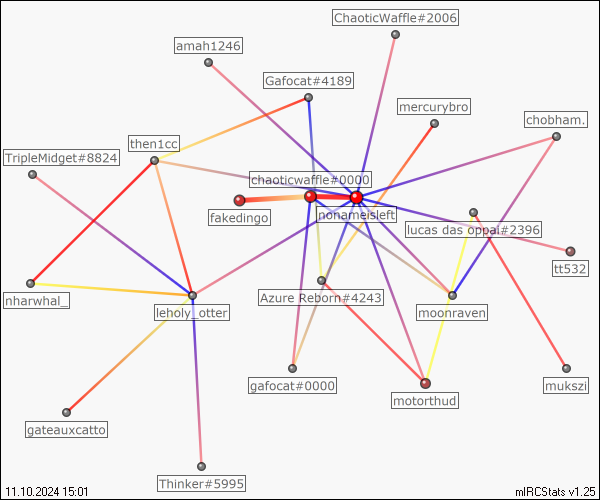 ChaoticWaffle#2006
amah1246
Gafocat#4189
mercurybro
chobham.
then1cc
TripleMidget#8824
chaoticwaffle#0000
fakedingo
nonameisleft
lucas das oppai#2396
tt532
nharwhal_
leholy_otter
Azure Reborn#4243
moonraven
gafocat#0000
motorthud
mukszi
gateauxcatto
Thinker#5995
11.10.2024 15:01
mIRCStats v1.25